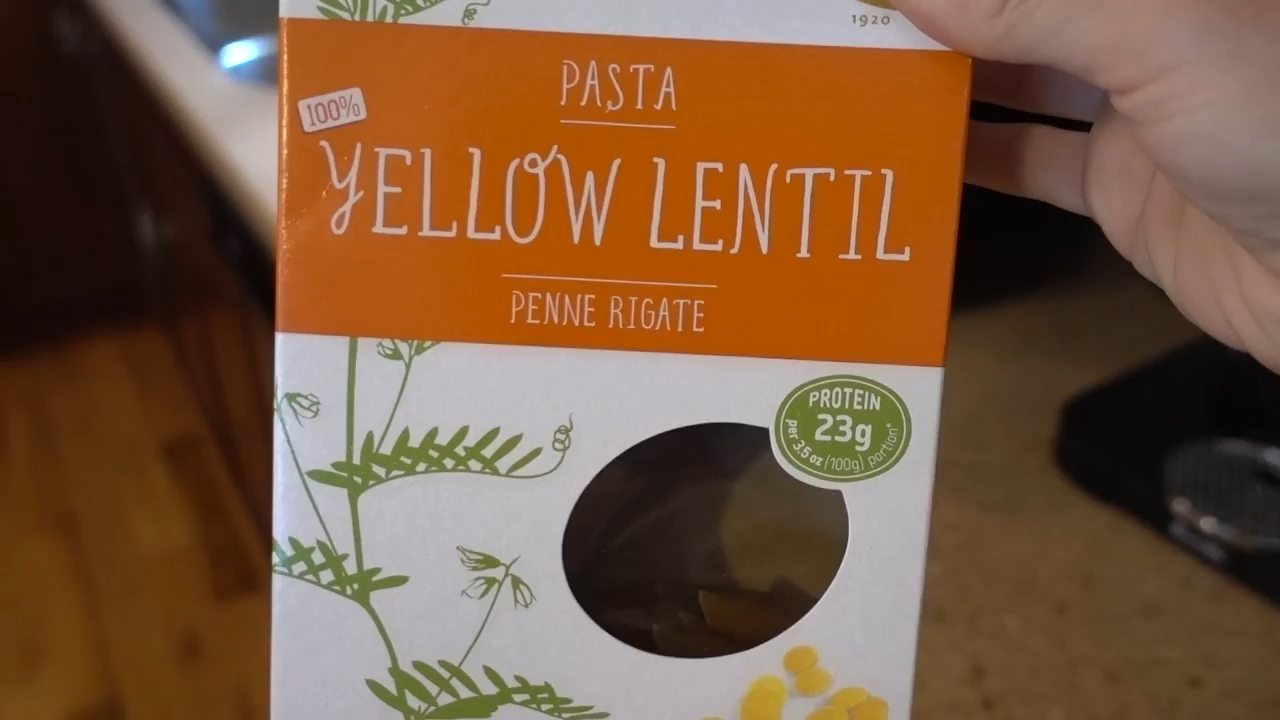 1920
PASTA
100%
YELLOW LENTIL
PENNE RIGATE
PROTEIN
23g
per 3.5 oz (100g) portion*